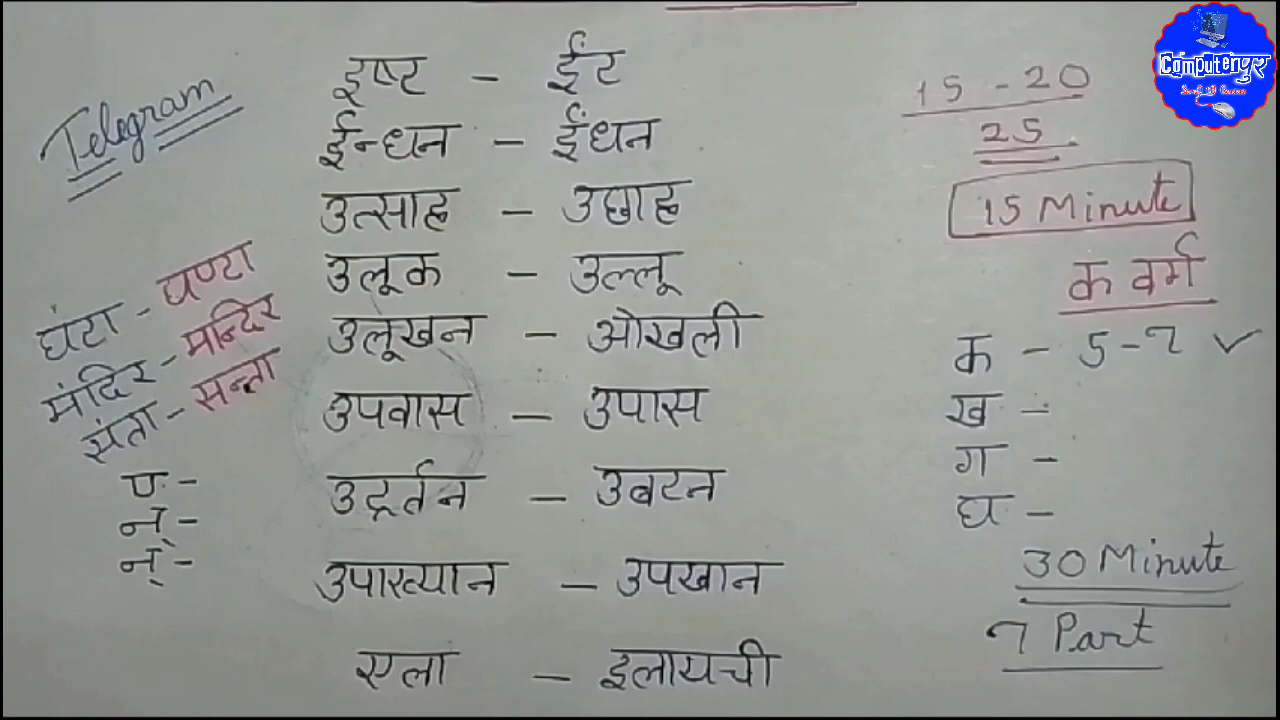 इष्ट - ईंट
ईन्धन - ईंधन
उत्साह - उछाह
उलूक - उल्लू
उलूखन - ओखली
उपवास - उपास
उद्वर्तन - उबटन
उपाख्यान - उपखान
एला - इलायची
Telegram
घंटा - घण्टा
मंदिर - मन्दिर
संता - सन्ता
ण् -
न् -
न् -
15 - 20
25
15 Minute
क वर्ग
क - 5-7 ✓
ख -
ग -
घ -
30 Minute
7 Part
Computerगुरु